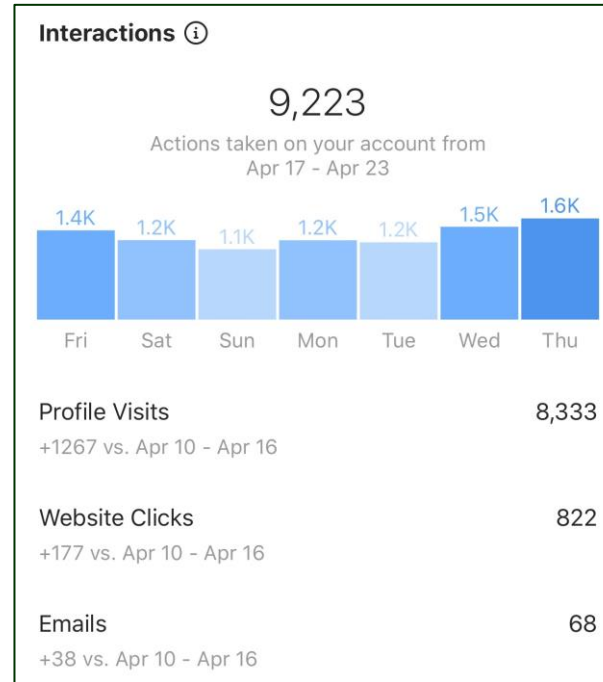 Interactions ⓘ
9,223
Actions taken on your account from
Apr 17 - Apr 23
1.4K 1.2K 1.1K 1.2K 1.2K 1.5K 1.6K
Fri Sat Sun Mon Tue Wed Thu
Profile Visits 8,333
+1267 vs. Apr 10 - Apr 16
Website Clicks 822
+177 vs. Apr 10 - Apr 16
Emails 68
+38 vs. Apr 10 - Apr 16